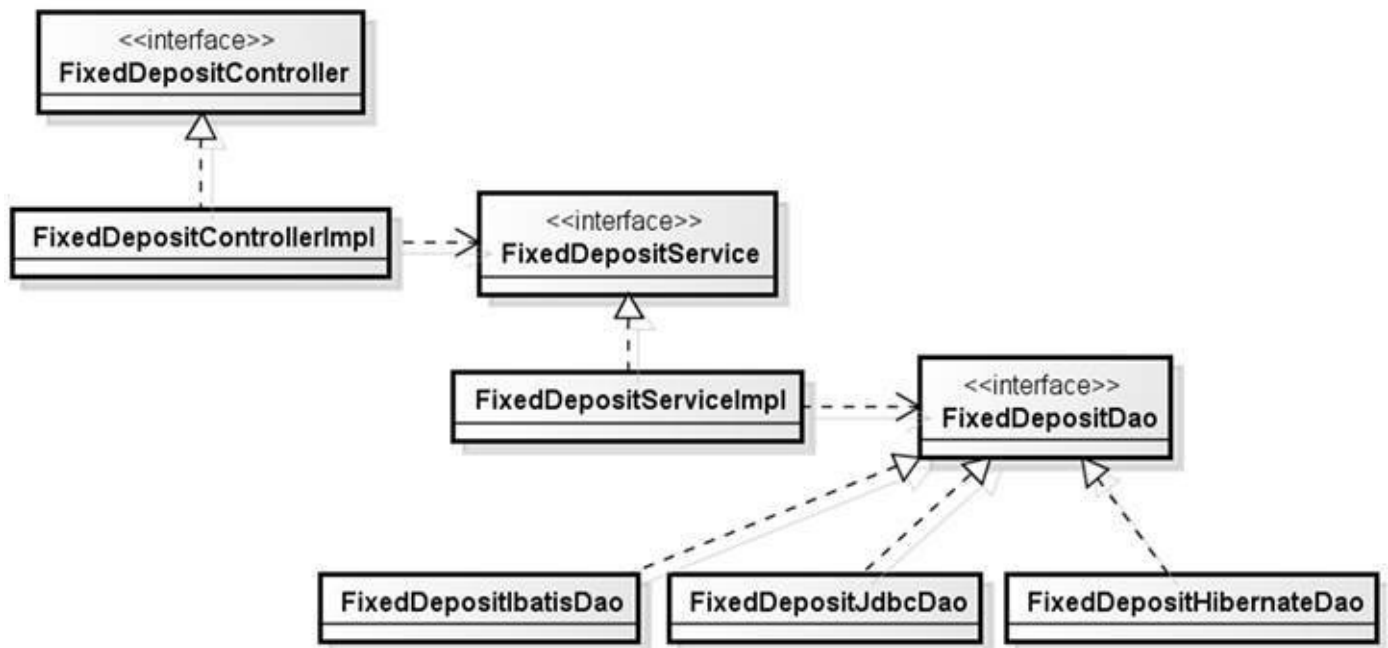 <<interface>>
FixedDepositController
FixedDepositControllerImpl
<<interface>>
FixedDepositService
FixedDepositServiceImpl
<<interface>>
FixedDepositDao
FixedDepositIbatisDao
FixedDepositJdbcDao
FixedDepositHibernateDao